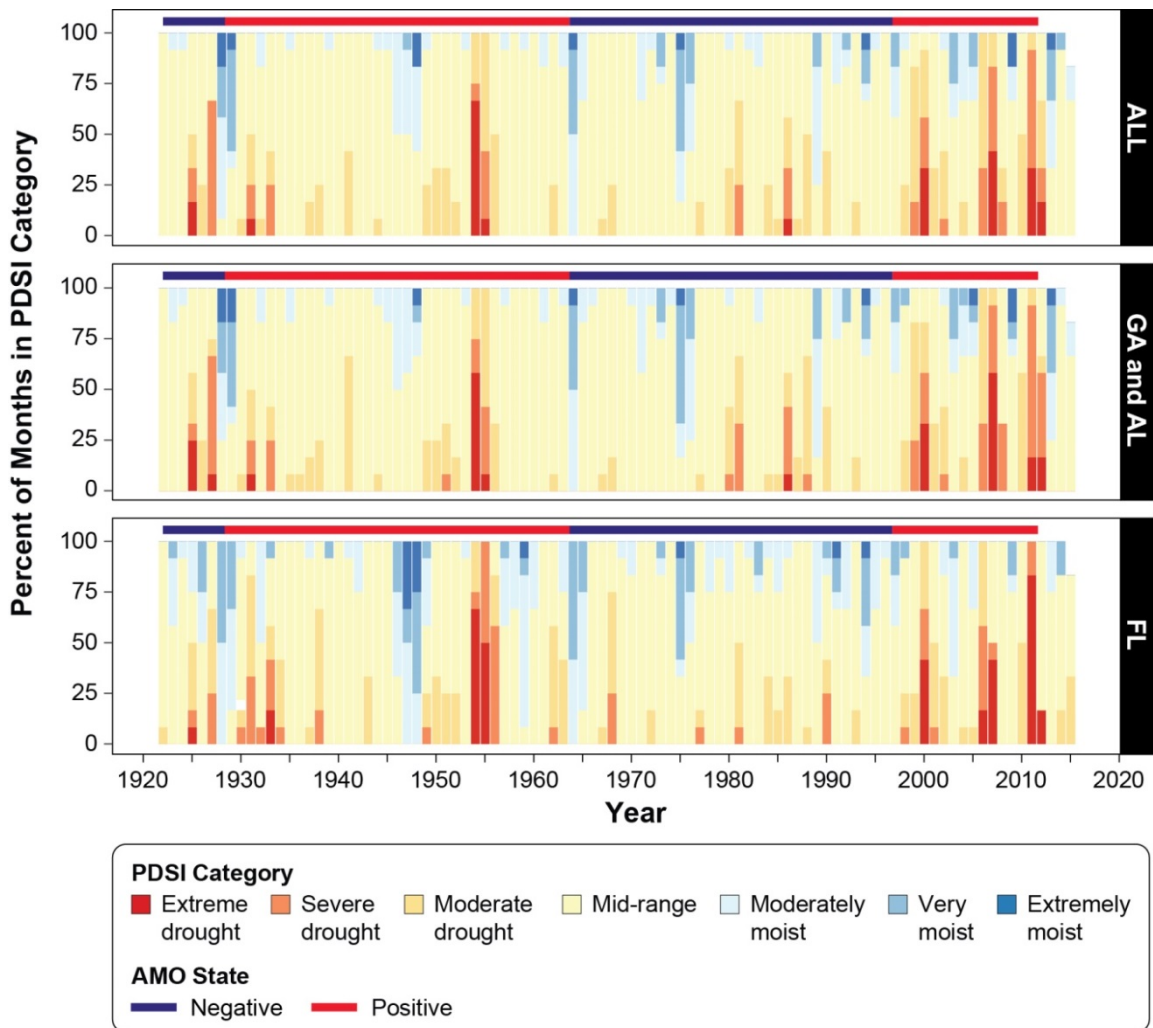 Percent of Months in PDSI Category
100
75
50
25
0
ALL
100
75
50
25
0
GA and AL
100
75
50
25
0
FL
1920 1930 1940 1950 1960 1970 1980 1990 2000 2010 2020
Year
PDSI Category
Extreme drought
Severe drought
Moderate drought
Mid-range
Moderately moist
Very moist
Extremely moist
AMO State
Negative
Positive